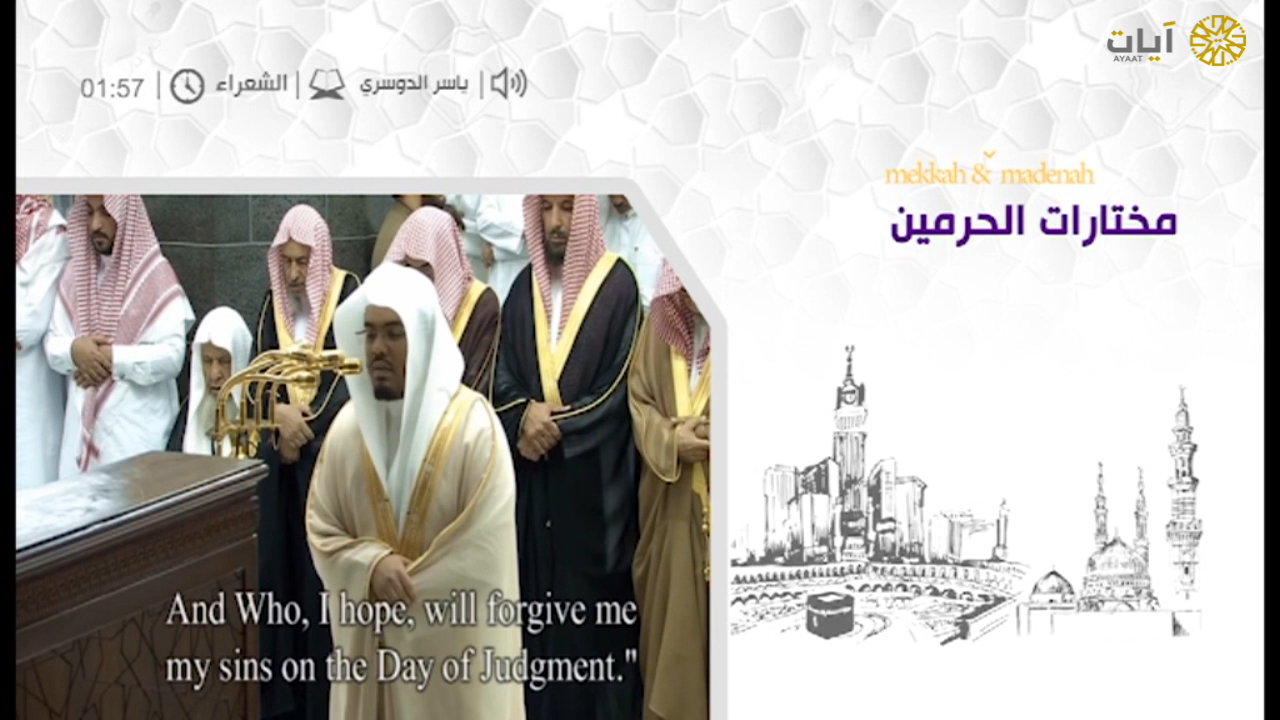 آيات
AYAAT
ياسر الدوسري | الشعراء | 01:57
mekkah & madenah
مختارات الحرمين
And Who, I hope, will forgive me
my sins on the Day of Judgment."